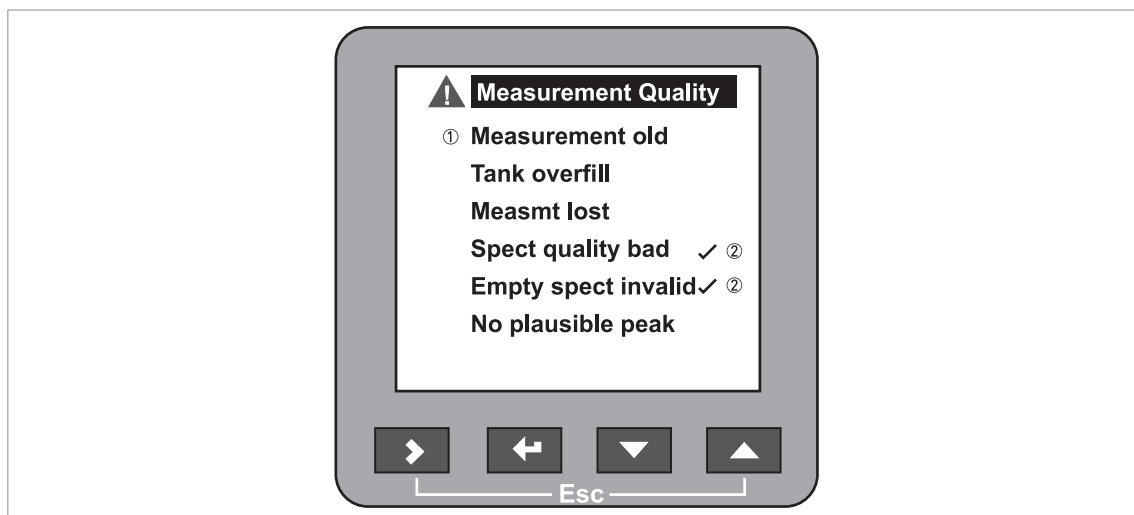 Measurement Quality
① Measurement old
Tank overfill
Measmt lost
Spect quality bad ✓ ②
Empty spect invalid ✓ ②
No plausible peak
Esc